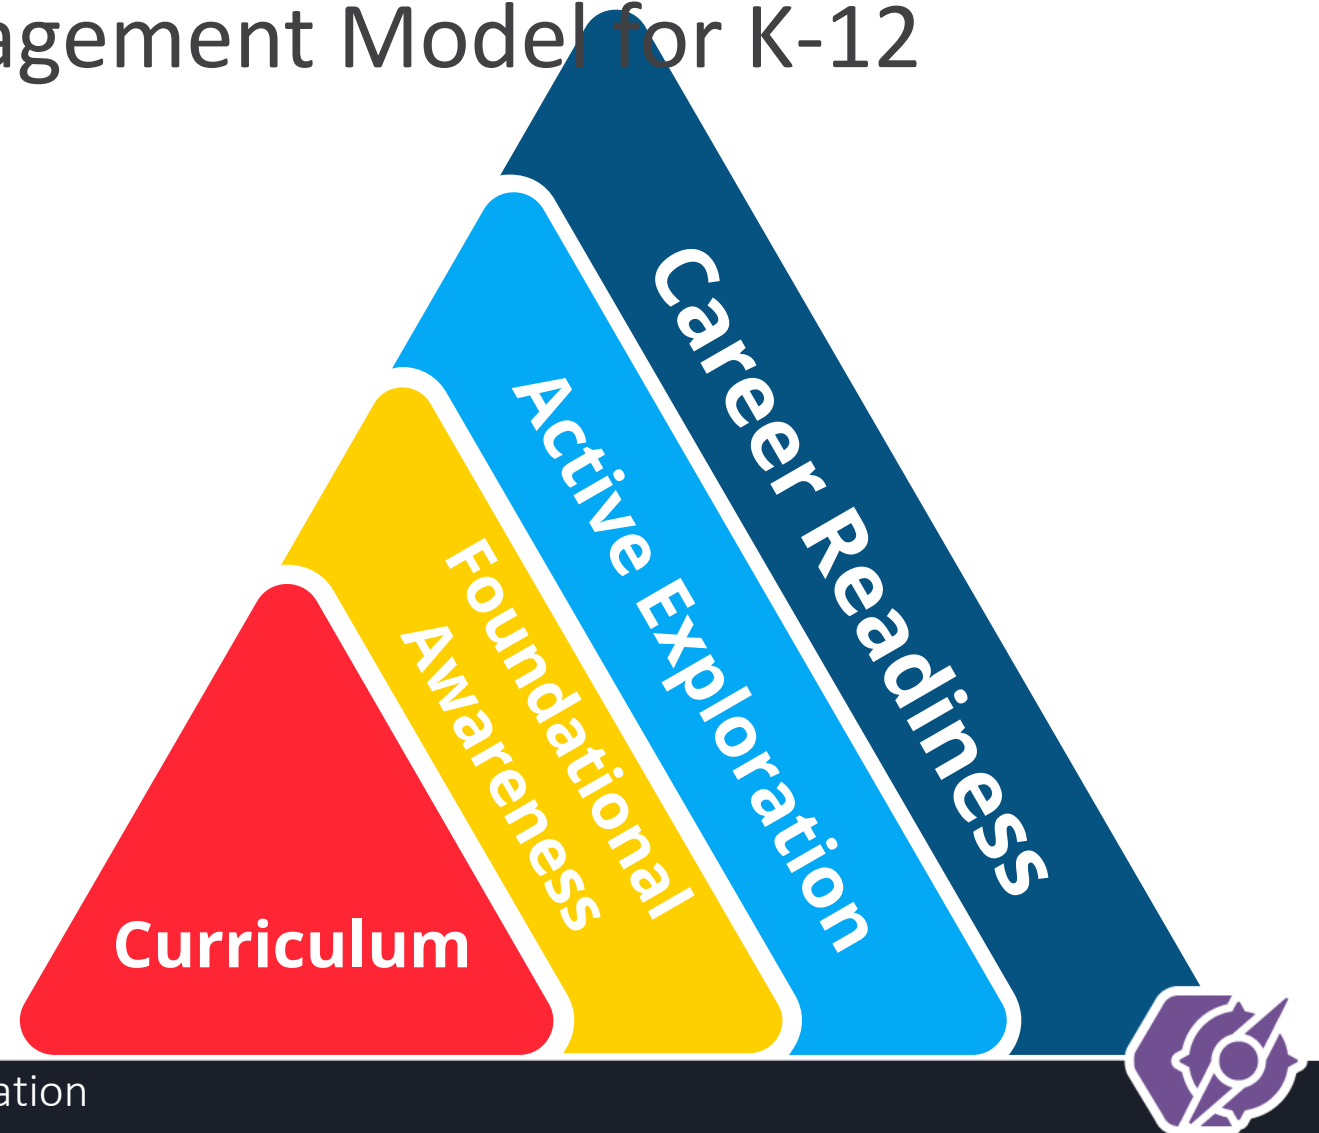 agement Model for K-12
Career Readiness
Active Exploration
Foundational
Awareness
Curriculum
ation